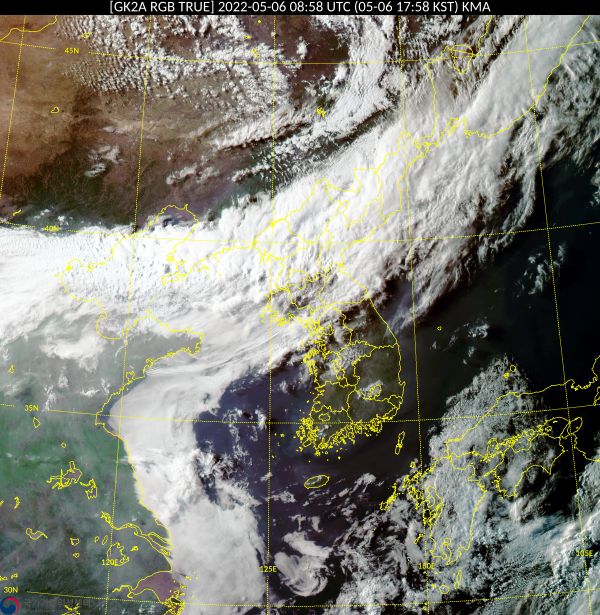 [GK2A RGB TRUE] 2022-05-06 08:58 UTC (05-06 17:58 KST) KMA
45N
40N
35N
120E
125E
130E
135E
30N